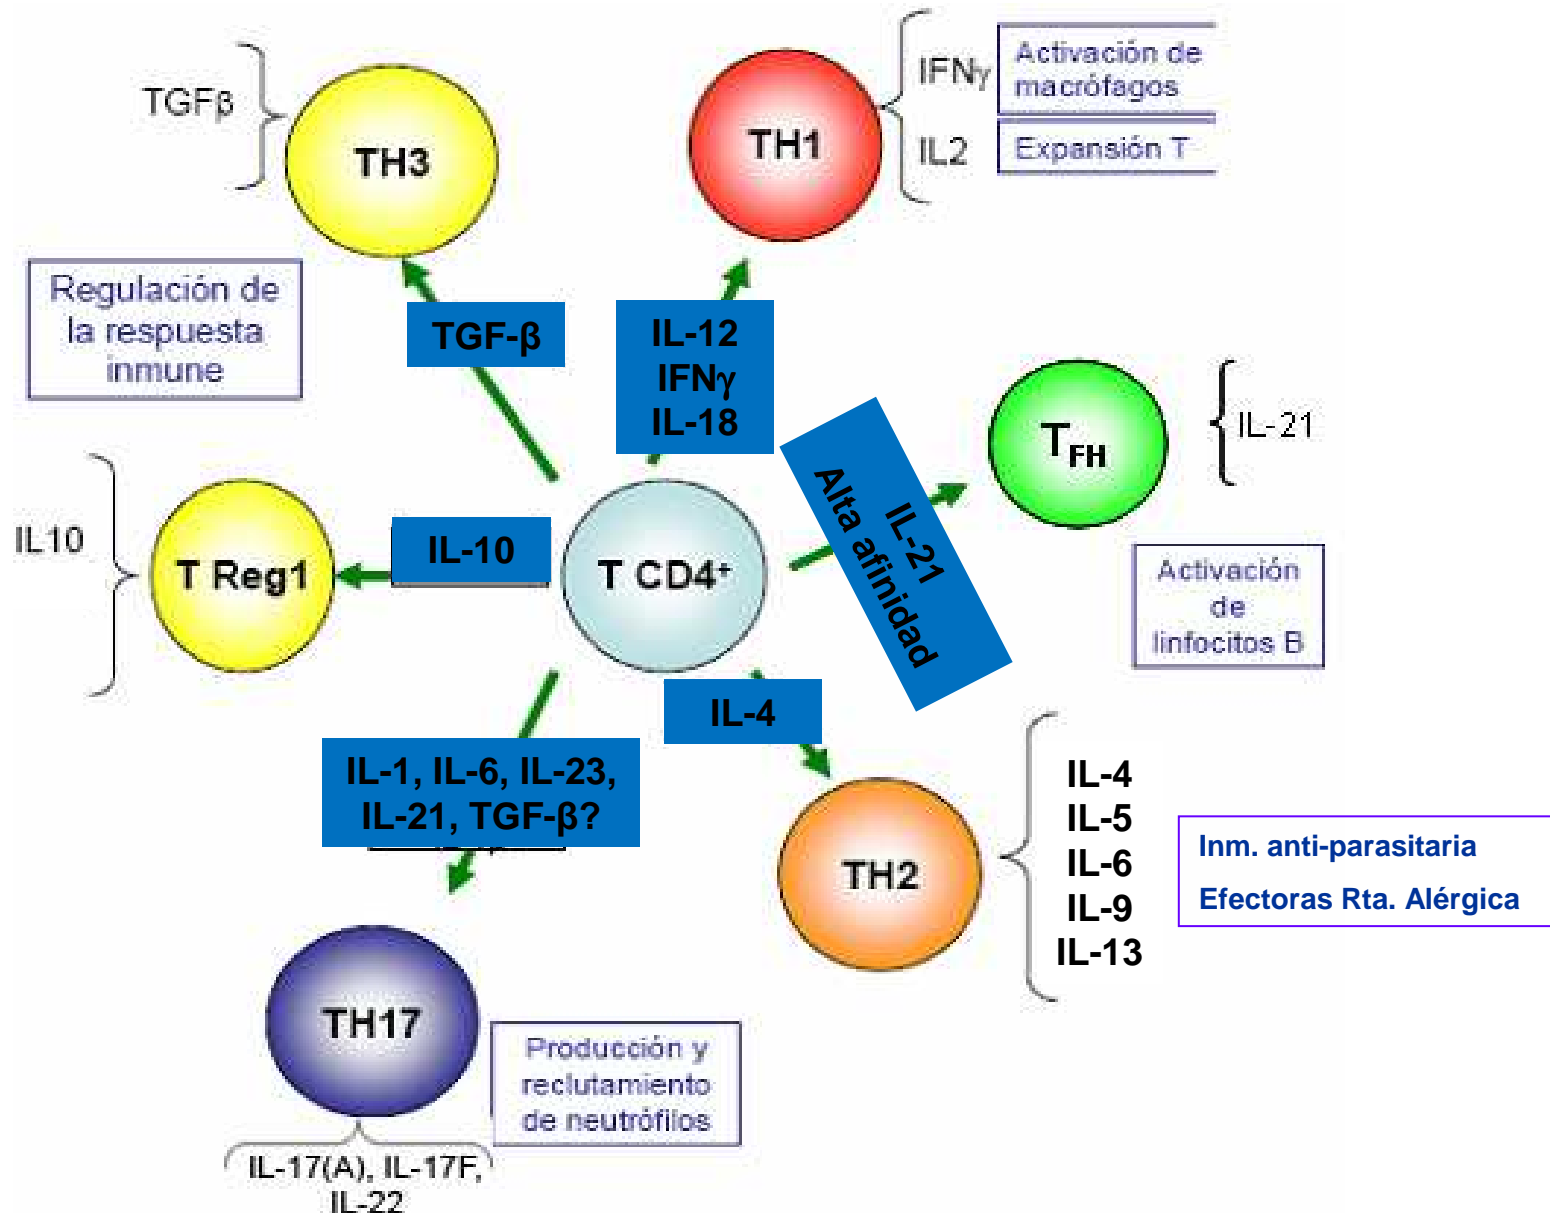 TGFβ
TH3
TH1
IFNγ
Activación de
macrófagos
IL2
Expansión T
Regulación de
la respuesta
inmune
TGF-β
IL-12
IFNγ
IL-18
IL-21
Alta afinidad
TFH
IL-21
Activación
de
linfocitos B
IL10
T Reg1
IL-10
T CD4+
IL-4
IL-1, IL-6, IL-23,
IL-21, TGF-β?
TH2
IL-4
IL-5
IL-6
IL-9
IL-13
Inm. anti-parasitaria
Efectoras Rta. Alérgica
TH17
Producción y
reclutamiento
de neutrófilos
IL-17(A), IL-17F,
IL-22